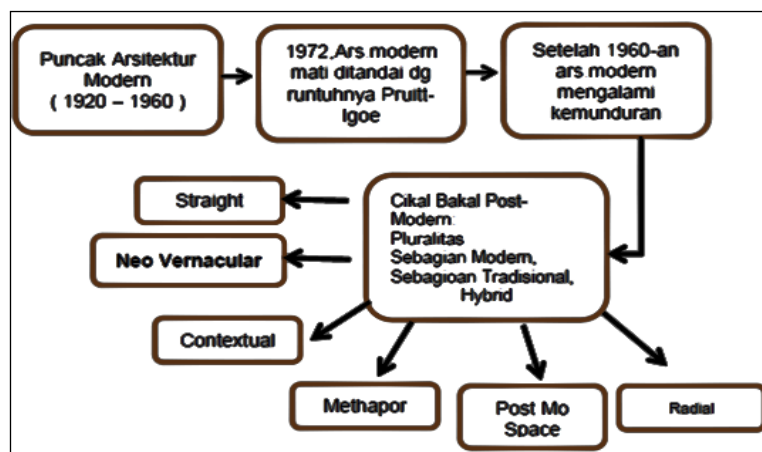 Puncak Arsitektur
Modern
( 1920 – 1960 )
1972,Ars modern
mati ditandai dg
runtuhnya Pruitt-
Igoe
Setelah 1960-an
ars modern
mengalami
kemunduran
Cikal Bakal Post-
Modern:
Pluralitas
Sebagian Modern,
Sebagioan Tradisional,
Hybrid
Straight
Neo Vernacular
Contextual
Methapor
Post Mo
Space
Radial